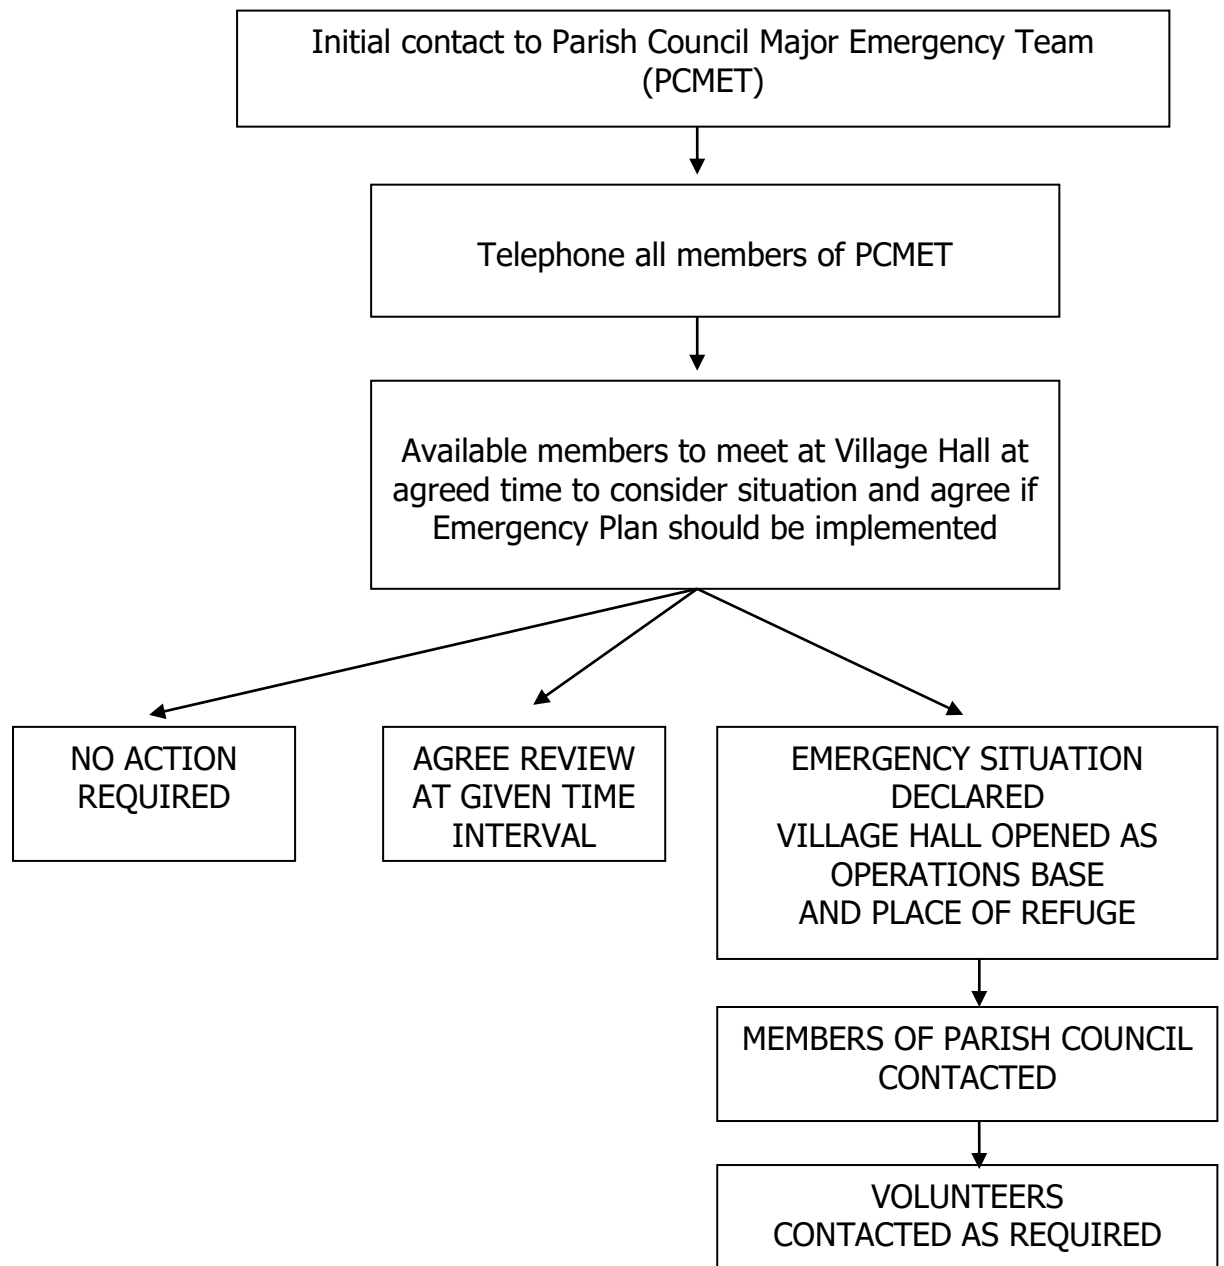 Initial contact to Parish Council Major Emergency Team
(PCMET)
Telephone all members of PCMET
Available members to meet at Village Hall at
agreed time to consider situation and agree if
Emergency Plan should be implemented
NO ACTION
REQUIRED
AGREE REVIEW
AT GIVEN TIME
INTERVAL
EMERGENCY SITUATION
DECLARED
VILLAGE HALL OPENED AS
OPERATIONS BASE
AND PLACE OF REFUGE
MEMBERS OF PARISH COUNCIL
CONTACTED
VOLUNTEERS
CONTACTED AS REQUIRED